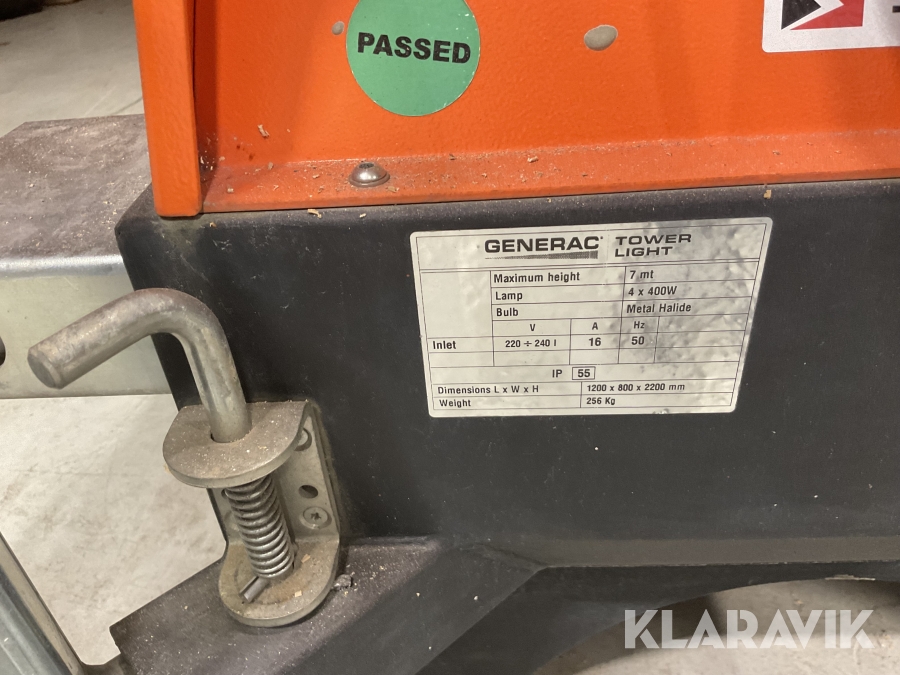 PASSED
GENERAC TOWER LIGHT
Maximum height 7 mt
Lamp 4 x 400W
Bulb Metal Halide
V A Hz
Inlet 220 ÷ 240 I 16 50
IP 55
Dimensions L x W x H 1200 x 800 x 2200 mm
Weight 256 Kg
KLARAVIK